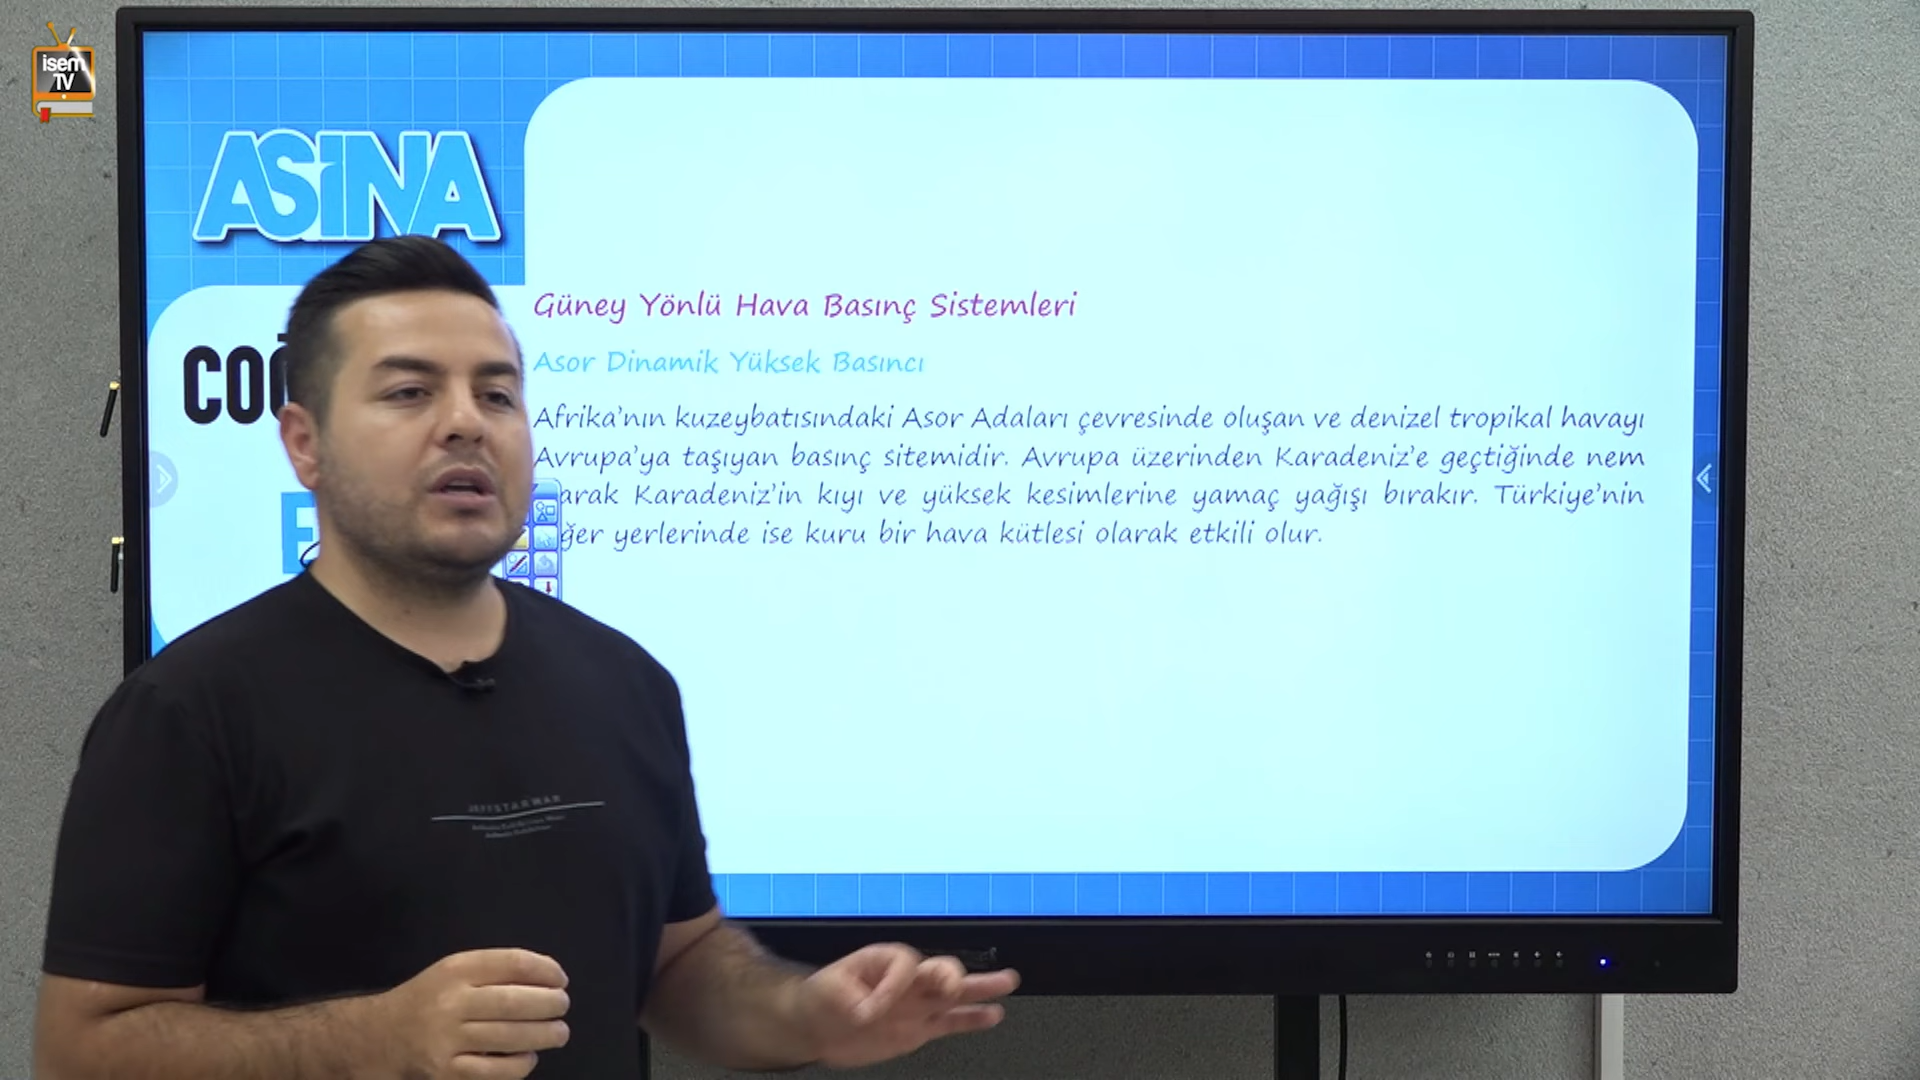 isem
TV
ASİNA
COĞ
Güney Yönlü Hava Basınç Sistemleri
Asor Dinamik Yüksek Basıncı
Afrika'nın kuzeybatısındaki Asor Adaları çevresinde oluşan ve denizel tropikal havayı
Avrupa'ya taşıyan basınç sitemidir. Avrupa üzerinden Karadeniz'e geçtiğinde nem
arak Karadeniz'in kıyı ve yüksek kesimlerine yamaç yağışı bırakır. Türkiye'nin
ğer yerlerinde ise kuru bir hava kütlesi olarak etkili olur.